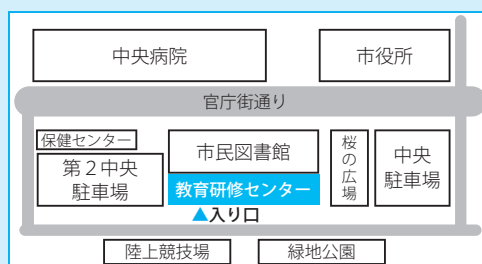 中央病院
市役所
官庁街通り
保健センター
第２中央
駐車場
市民図書館
教育研修センター
▲入り口
桜の広場
中央
駐車場
陸上競技場
緑地公園